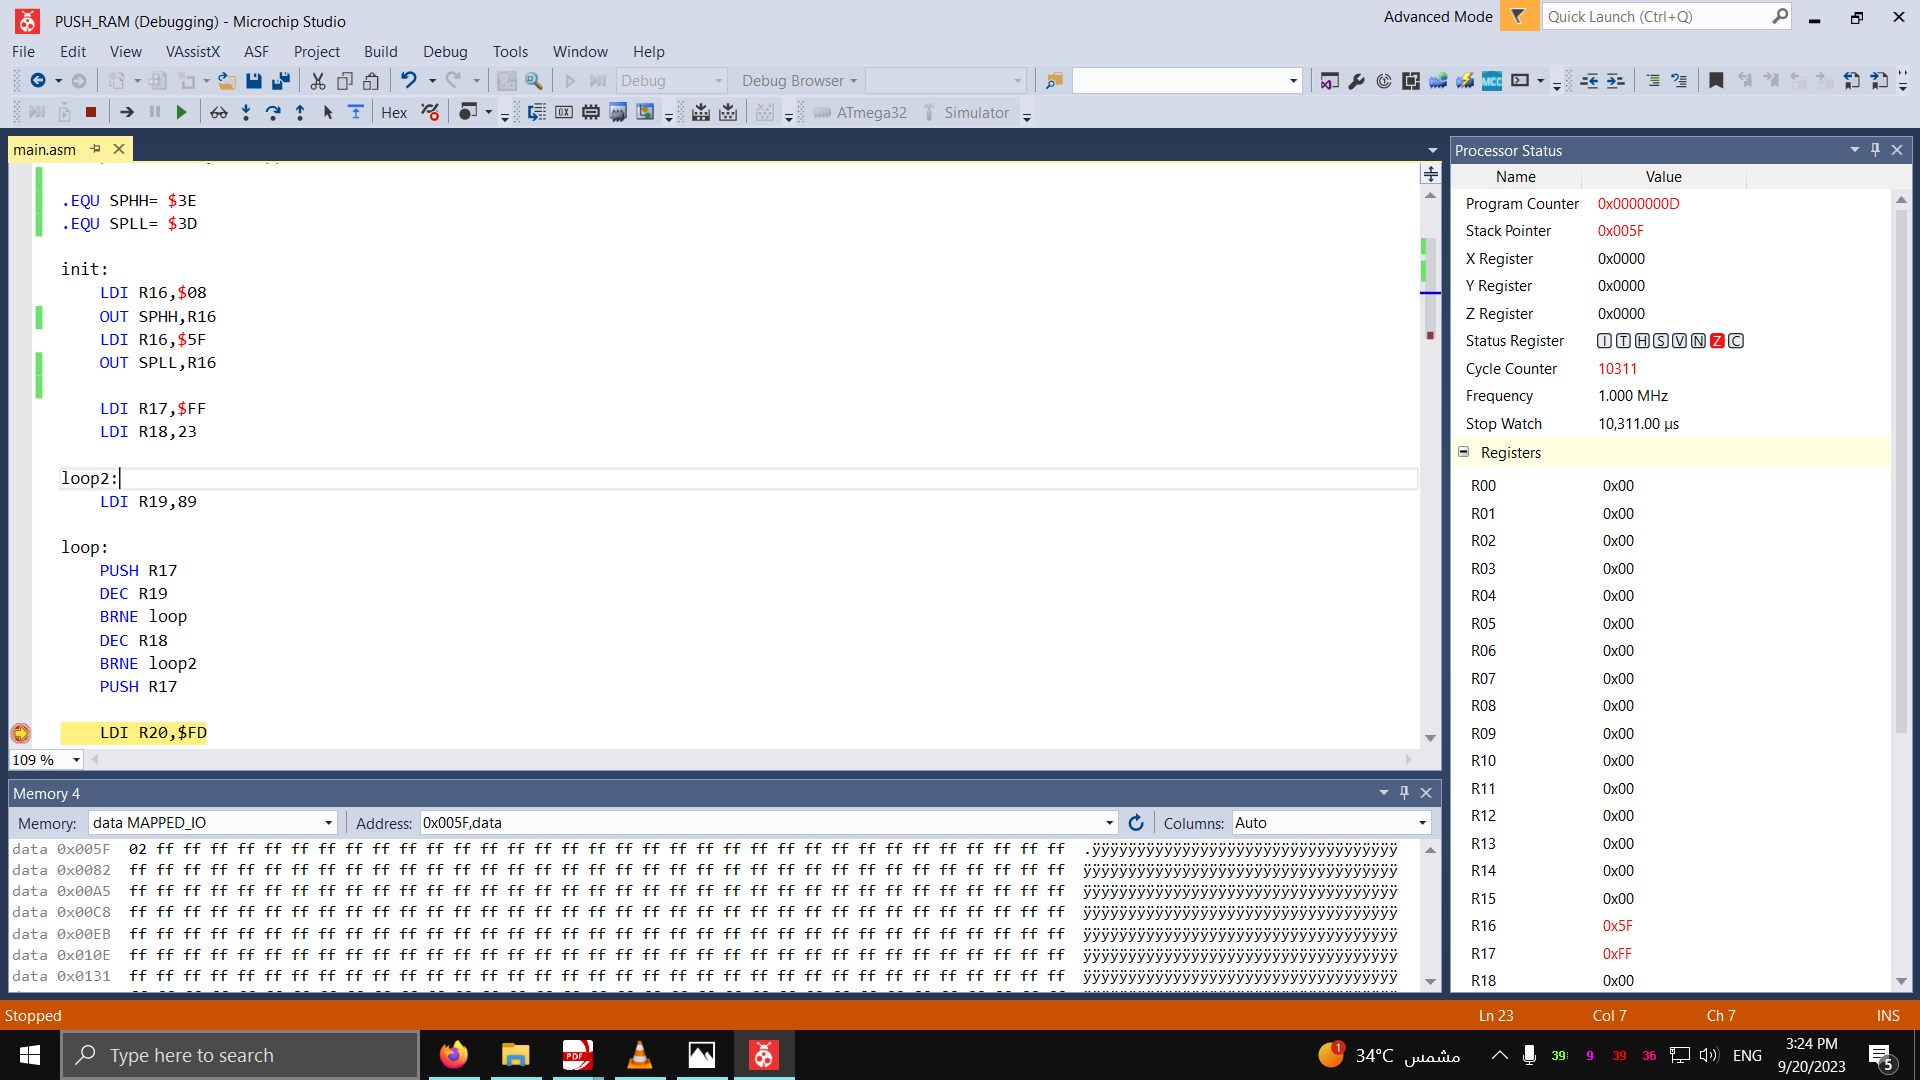 PUSH_RAM (Debugging) - Microchip Studio
Advanced Mode
Quick Launch (Ctrl+Q)
File Edit View VAssistX ASF Project Build Debug Tools Window Help
Debug Debug Browser
MCC
Hex ATmega32 Simulator
main.asm
.EQU SPHH= $3E
.EQU SPLL= $3D
init:
LDI R16,$08
OUT SPHH,R16
LDI R16,$5F
OUT SPLL,R16
LDI R17,$FF
LDI R18,23
loop2:
LDI R19,89
loop:
PUSH R17
DEC R19
BRNE loop
DEC R18
BRNE loop2
PUSH R17
LDI R20,$FD
109 %
Processor Status
Name Value
Program Counter 0x0000000D
Stack Pointer 0x005F
X Register 0x0000
Y Register 0x0000
Z Register 0x0000
Status Register I T H S V N Z C
Cycle Counter 10311
Frequency 1.000 MHz
Stop Watch 10,311.00 µs
Registers
R00 0x00
R01 0x00
R02 0x00
R03 0x00
R04 0x00
R05 0x00
R06 0x00
R07 0x00
R08 0x00
R09 0x00
R10 0x00
R11 0x00
R12 0x00
R13 0x00
R14 0x00
R15 0x00
R16 0x5F
R17 0xFF
R18 0x00
Memory 4
Memory: data MAPPED_IO Address: 0x005F,data Columns: Auto
data 0x005F 02 ff ff ff ff ff ff ff ff ff ff ff ff ff ff ff ff ff ff ff ff ff ff ff ff ff ff ff ff ff ff ff ff ff ff .ÿÿÿÿÿÿÿÿÿÿÿÿÿÿÿÿÿÿÿÿÿÿÿÿÿÿÿÿÿÿÿÿÿÿ
data 0x0082 ff ff ff ff ff ff ff ff ff ff ff ff ff ff ff ff ff ff ff ff ff ff ff ff ff ff ff ff ff ff ff ff ff ff ff ÿÿÿÿÿÿÿÿÿÿÿÿÿÿÿÿÿÿÿÿÿÿÿÿÿÿÿÿÿÿÿÿÿÿÿ
data 0x00A5 ff ff ff ff ff ff ff ff ff ff ff ff ff ff ff ff ff ff ff ff ff ff ff ff ff ff ff ff ff ff ff ff ff ff ff ÿÿÿÿÿÿÿÿÿÿÿÿÿÿÿÿÿÿÿÿÿÿÿÿÿÿÿÿÿÿÿÿÿÿÿ
data 0x00C8 ff ff ff ff ff ff ff ff ff ff ff ff ff ff ff ff ff ff ff ff ff ff ff ff ff ff ff ff ff ff ff ff ff ff ff ÿÿÿÿÿÿÿÿÿÿÿÿÿÿÿÿÿÿÿÿÿÿÿÿÿÿÿÿÿÿÿÿÿÿÿ
data 0x00EB ff ff ff ff ff ff ff ff ff ff ff ff ff ff ff ff ff ff ff ff ff ff ff ff ff ff ff ff ff ff ff ff ff ff ff ÿÿÿÿÿÿÿÿÿÿÿÿÿÿÿÿÿÿÿÿÿÿÿÿÿÿÿÿÿÿÿÿÿÿÿ
data 0x010E ff ff ff ff ff ff ff ff ff ff ff ff ff ff ff ff ff ff ff ff ff ff ff ff ff ff ff ff ff ff ff ff ff ff ff ÿÿÿÿÿÿÿÿÿÿÿÿÿÿÿÿÿÿÿÿÿÿÿÿÿÿÿÿÿÿÿÿÿÿÿ
data 0x0131 ff ff ff ff ff ff ff ff ff ff ff ff ff ff ff ff ff ff ff ff ff ff ff ff ff ff ff ff ff ff ff ff ff ff ff ÿÿÿÿÿÿÿÿÿÿÿÿÿÿÿÿÿÿÿÿÿÿÿÿÿÿÿÿÿÿÿÿÿÿÿ
Stopped Ln 23 Col 7 Ch 7 INS
Type here to search
PDF
1 34°C مشمس
39 9 39 36 ENG
3:24 PM
9/20/2023
5